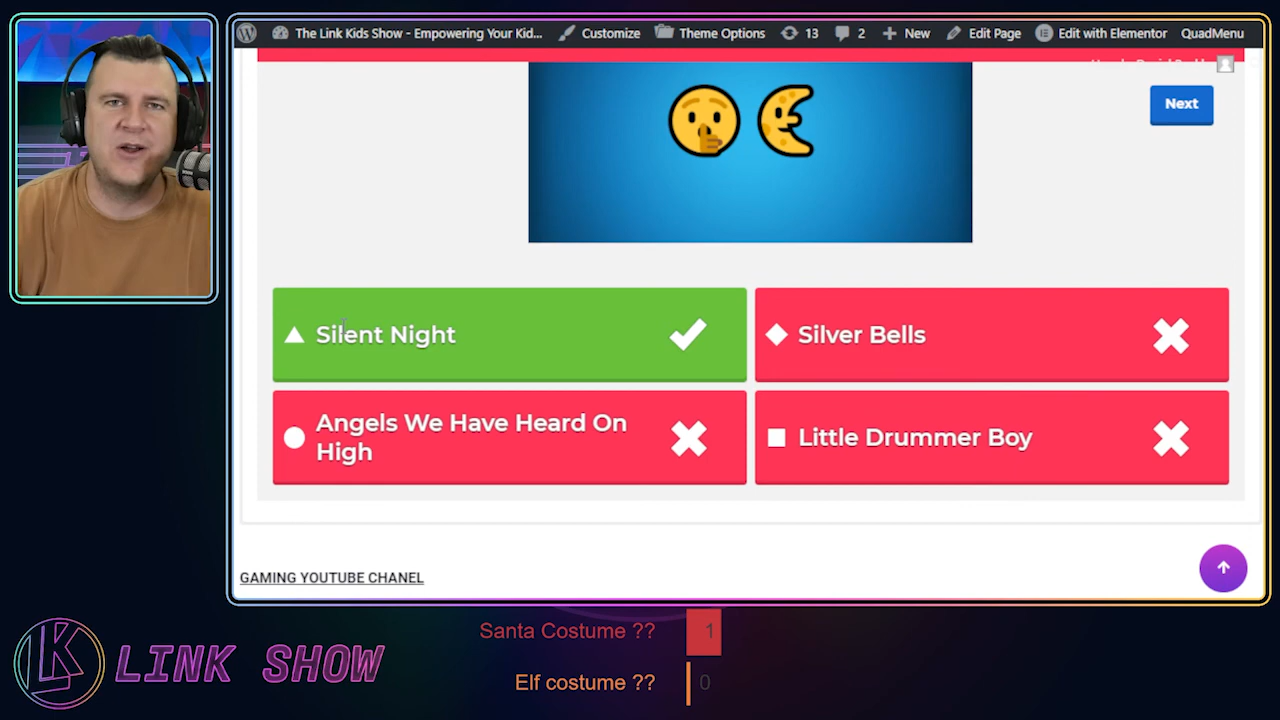 The Link Kids Show - Empowering Your Kid... Customize Theme Options 13 2 New Edit Page Edit with Elementor QuadMenu
Next
Silent Night
Silver Bells
Angels We Have Heard On
High
Little Drummer Boy
GAMING YOUTUBE CHANEL
LINK SHOW
Santa Costume ?? 1
Elf costume ?? 0